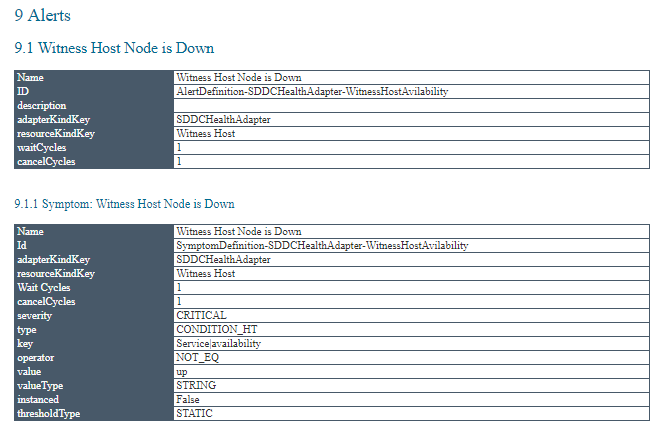 9 Alerts
9.1 Witness Host Node is Down
Name Witness Host Node is Down
ID AlertDefinition-SDDCHealthAdapter-WitnessHostAvilability
description
adapterKindKey SDDCHealthAdapter
resourceKindKey Witness Host
waitCycles 1
cancelCycles 1
9.1.1 Symptom: Witness Host Node is Down
Name Witness Host Node is Down
Id SymptomDefinition-SDDCHealthAdapter-WitnessHostAvilability
adapterKindKey SDDCHealthAdapter
resourceKindKey Witness Host
Wait Cycles 1
cancelCycles 1
severity CRITICAL
type CONDITION_HT
key Service|availability
operator NOT_EQ
value up
valueType STRING
instanced False
thresholdType STATIC